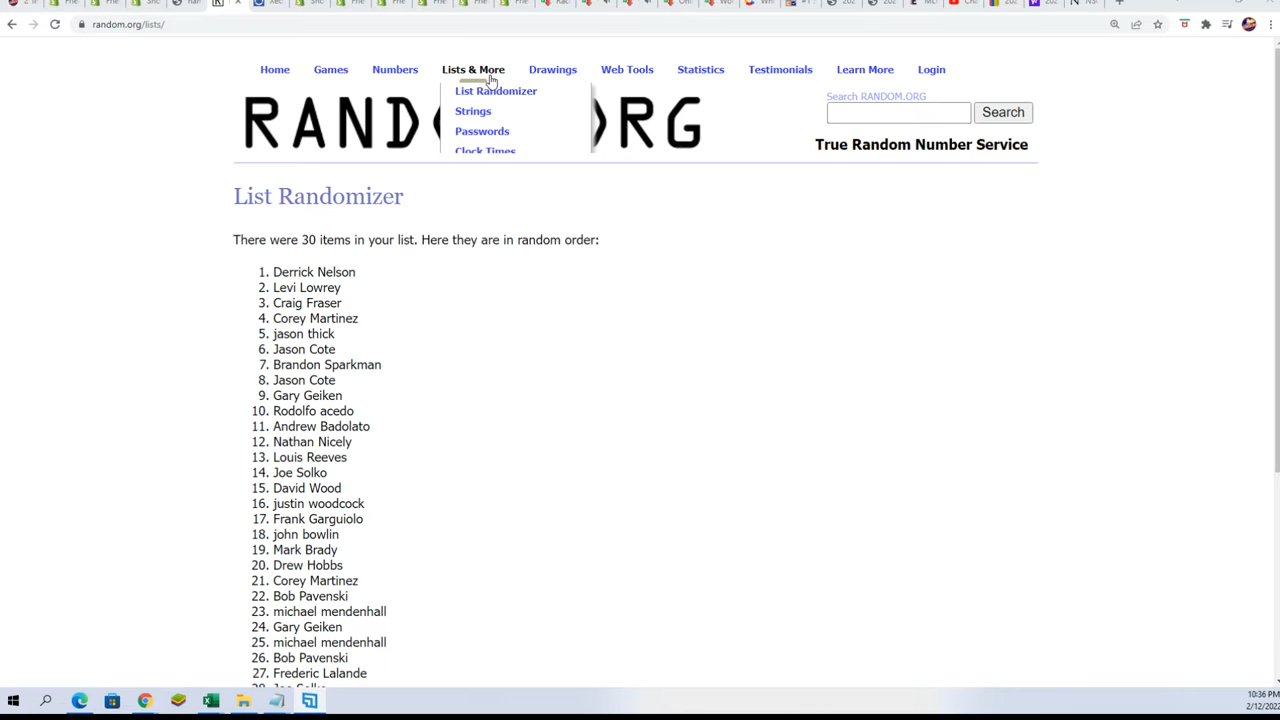 random.org/lists/
Home Games Numbers Lists & More Drawings Web Tools Statistics Testimonials Learn More Login
List Randomizer
Strings
Passwords
Clock Times
Search RANDOM.ORG
Search
True Random Number Service
List Randomizer
There were 30 items in your list. Here they are in random order:
1. Derrick Nelson
2. Levi Lowrey
3. Craig Fraser
4. Corey Martinez
5. jason thick
6. Jason Cote
7. Brandon Sparkman
8. Jason Cote
9. Gary Geiken
10. Rodolfo acedo
11. Andrew Badolato
12. Nathan Nicely
13. Louis Reeves
14. Joe Solko
15. David Wood
16. justin woodcock
17. Frank Garguiolo
18. john bowlin
19. Mark Brady
20. Drew Hobbs
21. Corey Martinez
22. Bob Pavenski
23. michael mendenhall
24. Gary Geiken
25. michael mendenhall
26. Bob Pavenski
27. Frederic Lalande
28. Joe Solko
10:36 PM